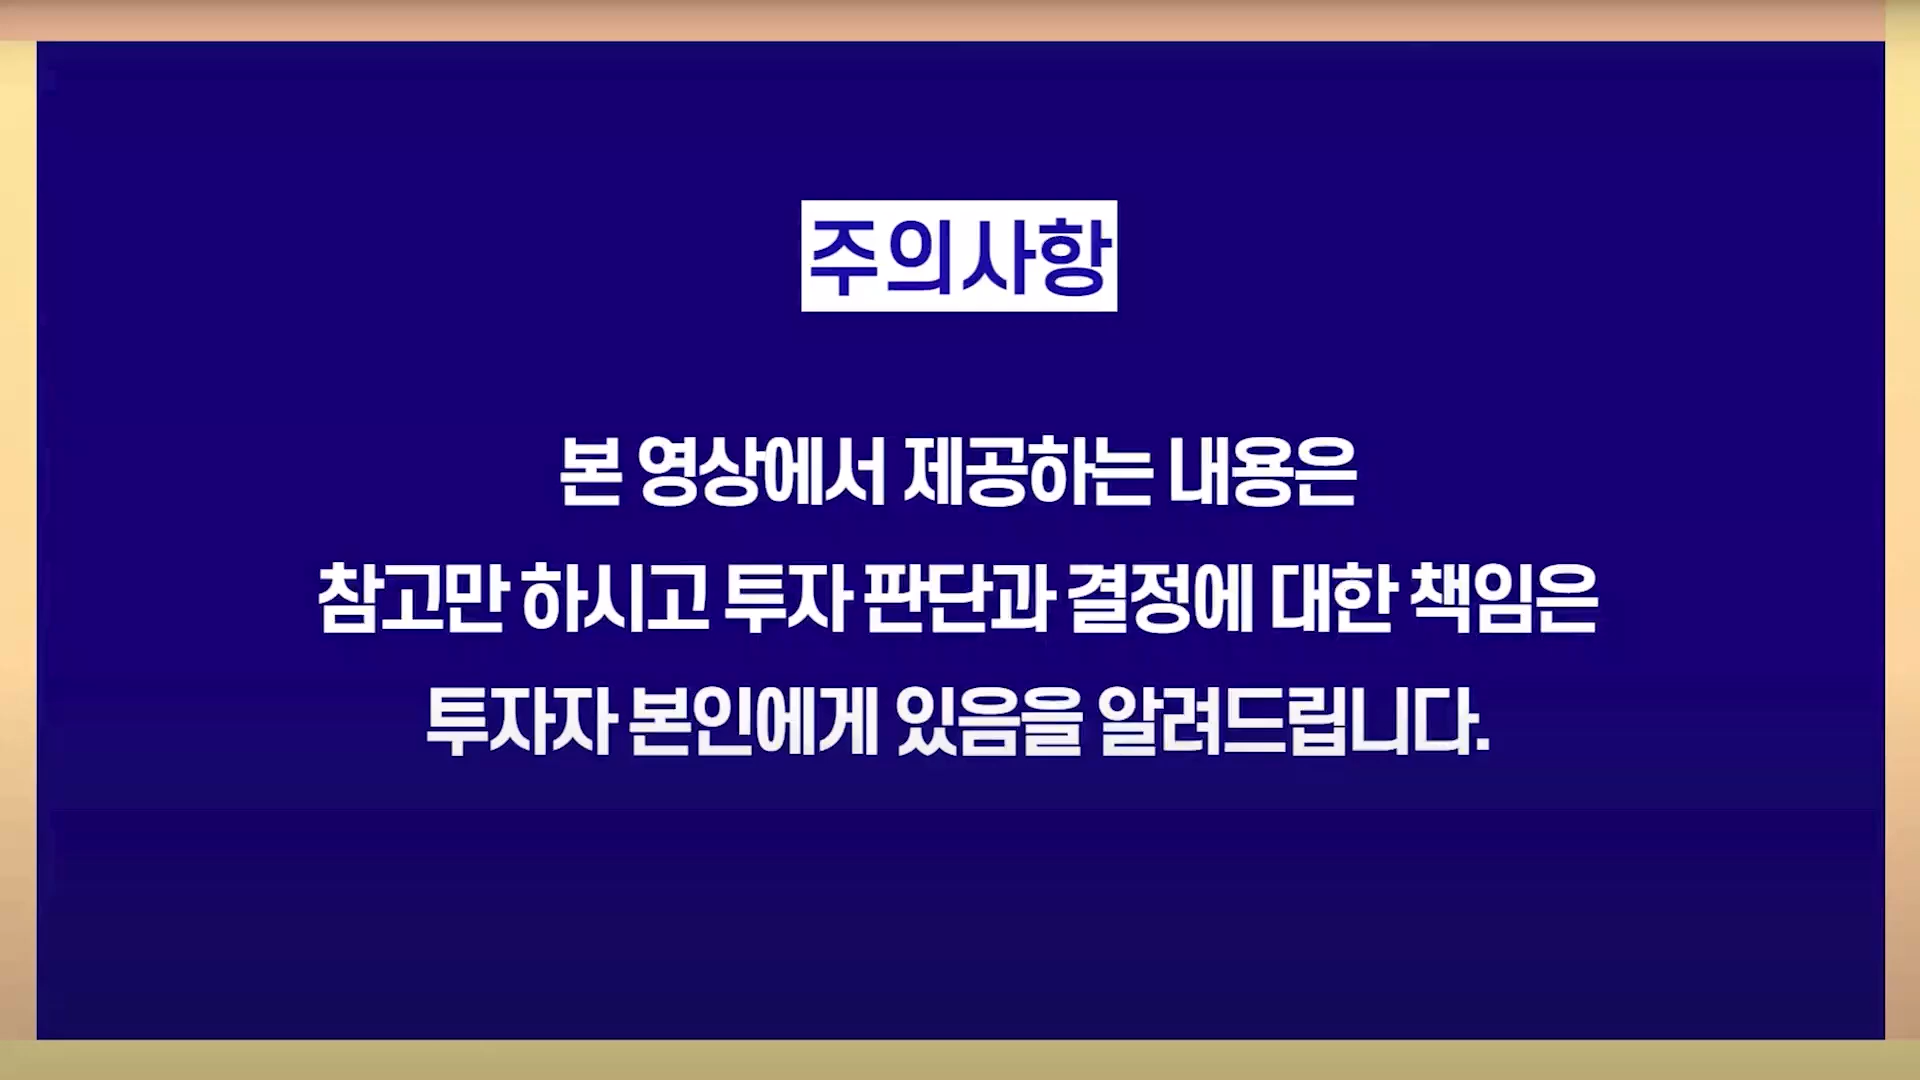 주의사항
본 영상에서 제공하는 내용은
참고만 하시고 투자 판단과 결정에 대한 책임은
투자자 본인에게 있음을 알려드립니다.